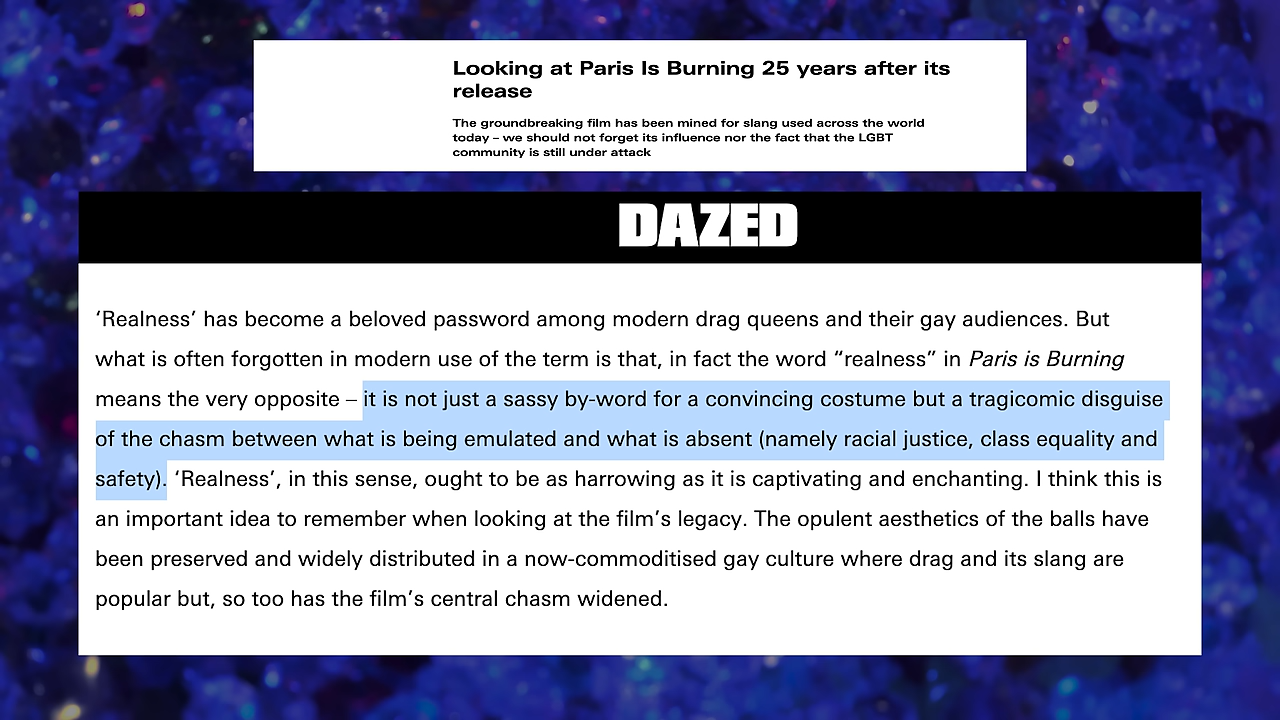 Looking at Paris Is Burning 25 years after its
release
The groundbreaking film has been mined for slang used across the world
today – we should not forget its influence nor the fact that the LGBT
community is still under attack
DAZED
‘Realness’ has become a beloved password among modern drag queens and their gay audiences. But
what is often forgotten in modern use of the term is that, in fact the word “realness” in Paris is Burning
means the very opposite – it is not just a sassy by-word for a convincing costume but a tragicomic disguise
of the chasm between what is being emulated and what is absent (namely racial justice, class equality and
safety). ‘Realness’, in this sense, ought to be as harrowing as it is captivating and enchanting. I think this is
an important idea to remember when looking at the film’s legacy. The opulent aesthetics of the balls have
been preserved and widely distributed in a now-commoditised gay culture where drag and its slang are
popular but, so too has the film’s central chasm widened.